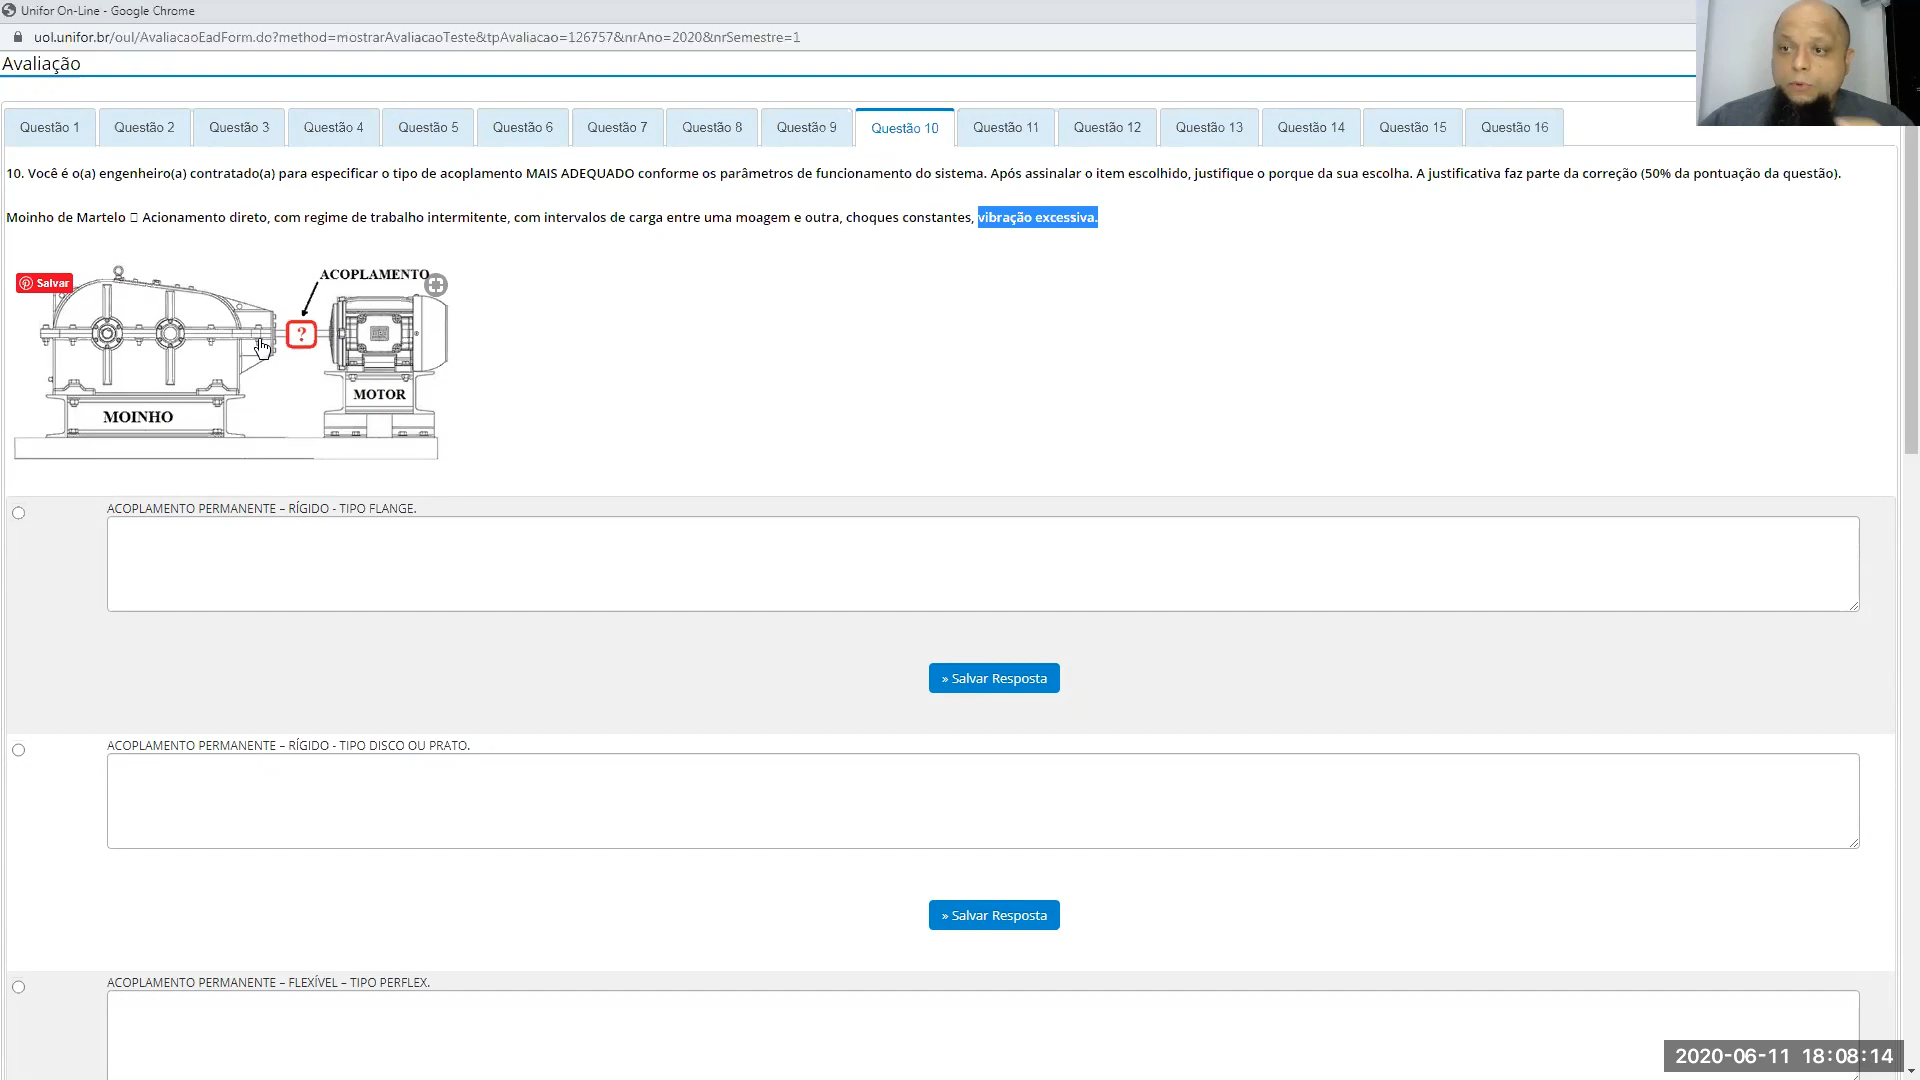 Unifor On-Line - Google Chrome
uol.unifor.br/oul/AvaliacaoEadForm.do?method=mostrarAvaliacaoTeste&tpAvaliacao=126757&nrAno=2020&nrSemestre=1
Avaliação
Questão 1 Questão 2 Questão 3 Questão 4 Questão 5 Questão 6 Questão 7 Questão 8 Questão 9 Questão 10 Questão 11 Questão 12 Questão 13 Questão 14 Questão 15 Questão 16
10. Você é o(a) engenheiro(a) contratado(a) para especificar o tipo de acoplamento MAIS ADEQUADO conforme os parâmetros de funcionamento do sistema. Após assinalar o item escolhido, justifique o porque da sua escolha. A justificativa faz parte da correção (50% da pontuação da questão).
Moinho de Martelo  Acionamento direto, com regime de trabalho intermitente, com intervalos de carga entre uma moagem e outra, choques constantes, vibração excessiva.
Salvar
ACOPLAMENTO
?
MOTOR
MOINHO
ACOPLAMENTO PERMANENTE – RÍGIDO - TIPO FLANGE.
» Salvar Resposta
ACOPLAMENTO PERMANENTE – RÍGIDO - TIPO DISCO OU PRATO.
» Salvar Resposta
ACOPLAMENTO PERMANENTE – FLEXÍVEL – TIPO PERFLEX.
2020-06-11 18:08:14